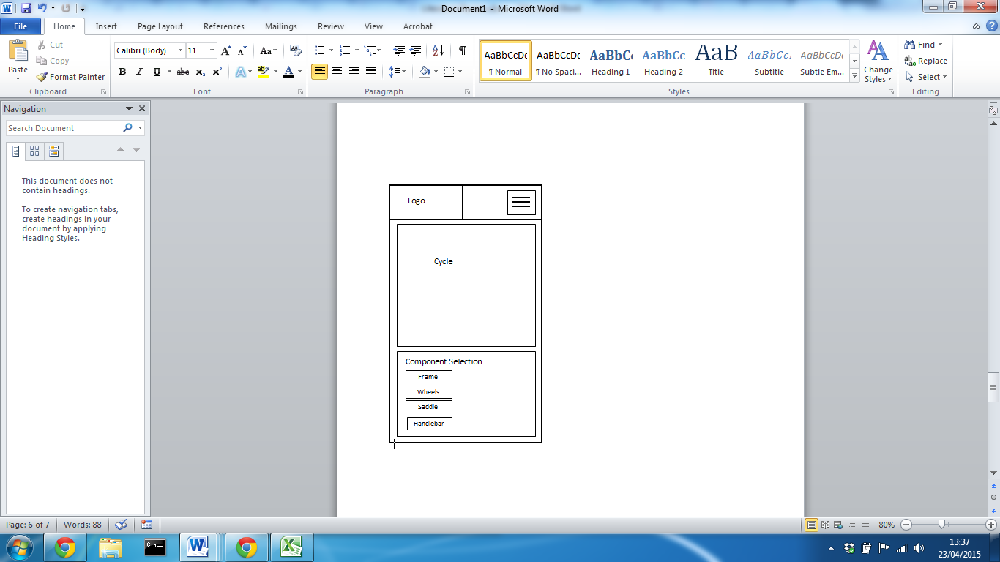 Document1 - Microsoft Word
File Home Insert Page Layout References Mailings Review View Acrobat
Paste
Cut
Copy
Format Painter
Clipboard
Calibri (Body) 11
Font
Paragraph
AaBbCcDc AaBbCcDc AaBbCc AaBbCc AaB AaBbCc. AaBbCcDc
¶ Normal ¶ No Spaci... Heading 1 Heading 2 Title Subtitle Subtle Em...
Change
Styles
Styles
Find
Replace
Select
Editing
Navigation
Search Document
This document does not
contain headings.
To create navigation tabs,
create headings in your
document by applying
Heading Styles.
Logo
Cycle
Component Selection
Frame
Wheels
Saddle
Handlebar
Page: 6 of 7 Words: 88
80%
13:37
23/04/2015